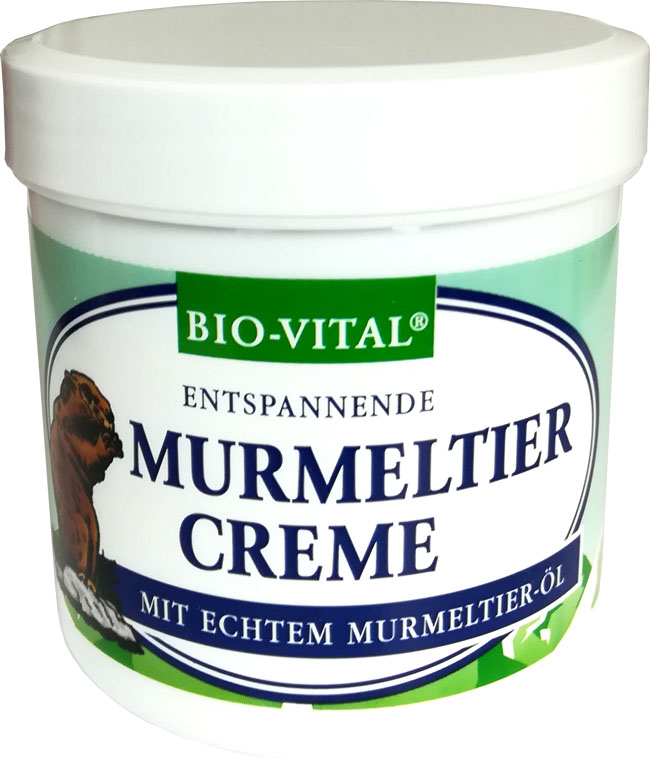 BIO-VITAL®
ENTSPANNENDE
MURMELTIER
CREME
MIT ECHTEM MURMELTIER-ÖL